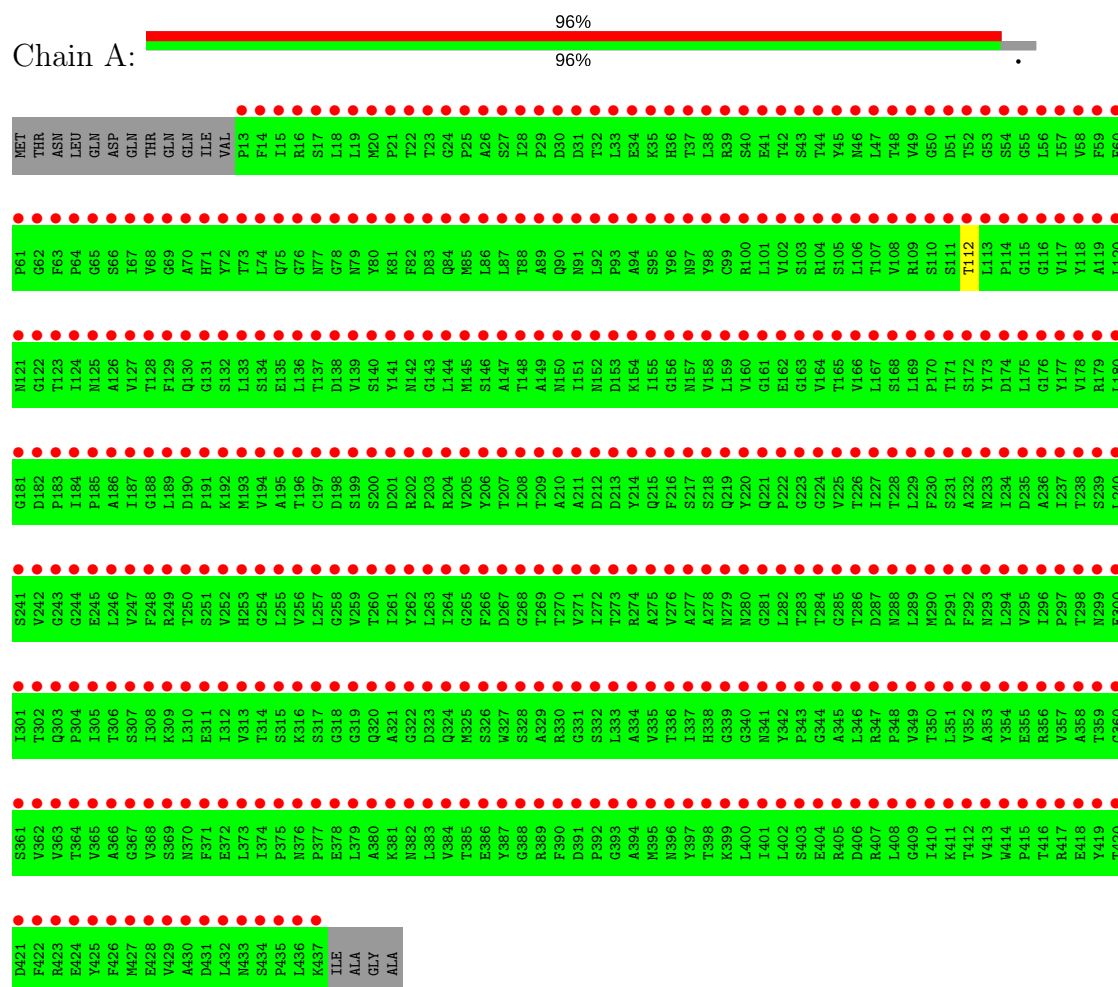 96%
Chain A:
96%
MET THR ASN LEU GLN ASP GLN THR GLN GLN ILE VAL P13 F14 I15 R16 S17 L18 L19 M20 P21 T22 T23 G24 P25 A26 S27 I28 P29 D30 D31 T32 L33 E34 K35 H36 T37 L38 R39 S40 E41 T42 S43 T44 Y45 N46 L47 T48 V49 G50 D51 T52 G53 S54 G55 L56 I57 V58 F59 F60
P61 G62 F63 P64 G65 S66 I67 V68 G69 A70 H71 Y72 T73 L74 Q75 G76 N77 G78 N79 Y80 K81 F82 D83 Q84 M85 L86 L87 T88 A89 Q90 N91 L92 P93 A94 S95 Y96 N97 Y98 C99 R100 L101 V102 S103 R104 S105 L106 T107 V108 R109 S110 S111 T112 L113 P114 G115 G116 V117 Y118 A119 L120
N121 G122 T123 I124 N125 A126 V127 T128 F129 Q130 G131 S132 L133 S134 E135 L136 T137 D138 V139 S140 Y141 N142 G143 L144 M145 S146 A147 T148 A149 N150 I151 N152 D153 K154 I155 G156 N157 V158 L159 V160 G161 E162 G163 V164 T165 V166 L167 S168 L169 P170 T171 S172 Y173 D174 L175 G176 Y177 V178 R179 L180
G181 D182 P183 I184 P185 A186 I187 G188 L189 D190 P191 K192 M193 V194 A195 T196 C197 D198 S199 S200 D201 R202 P203 R204 V205 Y206 T207 I208 T209 A210 A211 D212 D213 Y214 Q215 F216 S217 S218 Q219 Y220 Q221 P222 G223 G224 V225 T226 I227 T228 L229 F230 S231 A232 N233 I234 D235 A236 I237 T238 S239 L240
S241 V242 G243 G244 E245 L246 V247 F248 R249 T250 S251 V252 H253 G254 L255 V256 L257 G258 V259 T260 I261 Y262 L263 I264 G265 F266 D267 G268 T269 T270 V271 I272 T273 R274 A275 V276 A277 A278 N279 N280 G281 L282 T283 T284 G285 T286 D287 N288 L289 M290 P291 F292 N293 L294 V295 I296 P297 T298 N299 E300
I301 T302 Q303 P304 I305 T306 S307 I308 K309 L310 E311 I312 V313 T314 S315 K316 S317 G318 G319 Q320 A321 G322 D323 Q324 M325 S326 W327 S328 A329 R330 G331 S332 L333 A334 V335 T336 I337 H338 G339 G340 N341 Y342 P343 G344 A345 L346 R347 P348 V349 T350 L351 V352 A353 Y354 E355 R356 V357 A358 T359 G360
S361 V362 V363 T364 V365 A366 G367 V368 S369 N370 F371 E372 L373 I374 P375 N376 P377 E378 L379 A380 K381 N382 L383 V384 T385 E386 Y387 G388 R389 F390 D391 P392 G393 A394 M395 N396 Y397 T398 K399 L400 I401 L402 S403 E404 R405 D406 R407 L408 G409 I410 K411 T412 V413 W414 P415 T416 R417 E418 Y419 T420
D421 F422 R423 E424 Y425 F426 M427 E428 V429 A430 D431 L432 N433 S434 P435 L436 K437 ILE ALA GLY ALA